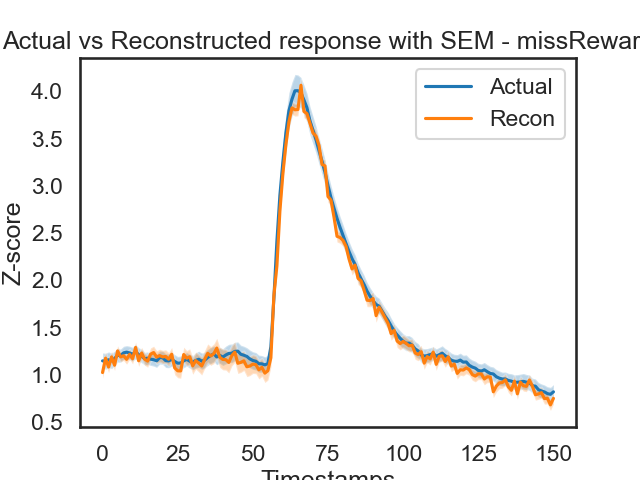 Actual vs Reconstructed response with SEM - missRewar
Actual
Recon
Z-score
4.0
3.5
3.0
2.5
2.0
1.5
1.0
0.5
0 25 50 75 100 125 150
Timestamps